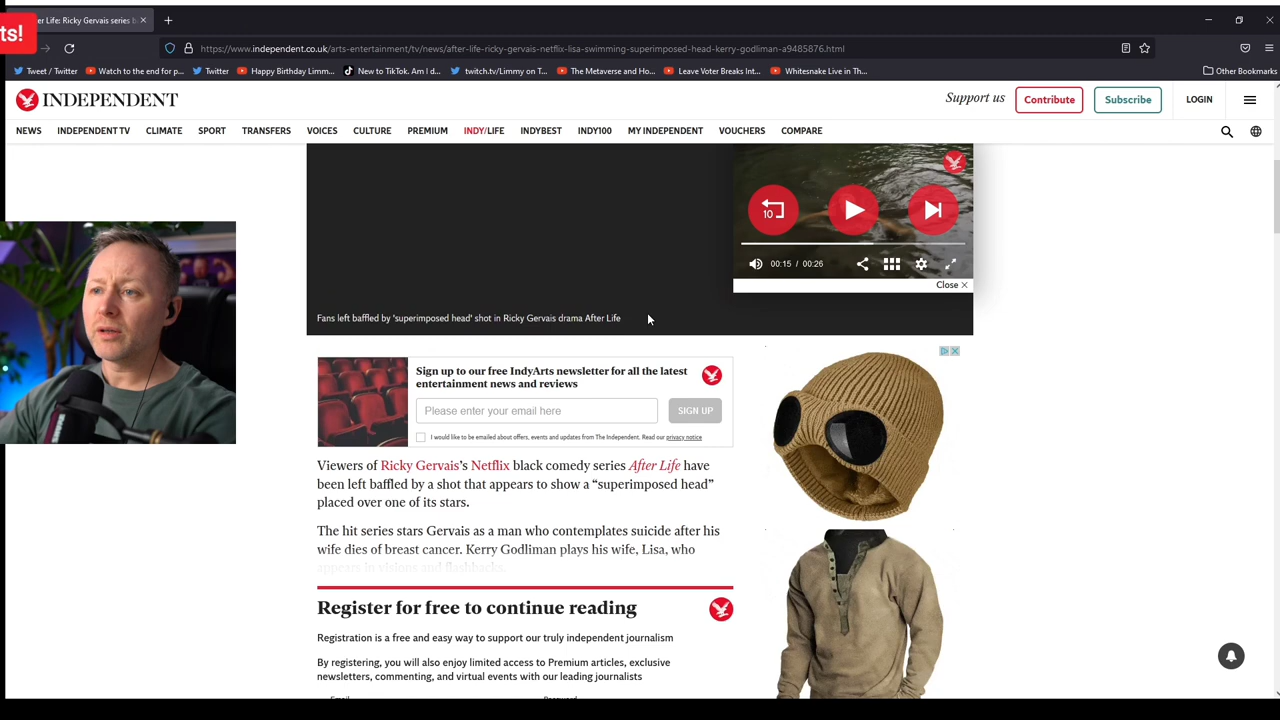 ts!
er Life: Ricky Gervais series b
https://www.independent.co.uk/arts-entertainment/tv/news/after-life-ricky-gervais-netflix-lisa-swimming-superimposed-head-kerry-godliman-a9485876.html
Tweet / Twitter
Watch to the end for p...
Twitter
Happy Birthday Limm...
New to TikTok. Am I d...
twitch.tv/Limmy on T...
The Metaverse and Ho...
Leave Voter Breaks Int...
Whitesnake Live in Th...
Other Bookmarks
INDEPENDENT
Support us
Contribute
Subscribe
LOGIN
NEWS INDEPENDENT TV CLIMATE SPORT TRANSFERS VOICES CULTURE PREMIUM INDY/LIFE INDYBEST INDY100 MY INDEPENDENT VOUCHERS COMPARE
10
00:15 / 00:26
Close
Fans left baffled by 'superimposed head' shot in Ricky Gervais drama After Life
Sign up to our free IndyArts newsletter for all the latest
entertainment news and reviews
Please enter your email here
SIGN UP
I would like to be emailed about offers, events and updates from The Independent. Read our privacy notice
Viewers of Ricky Gervais's Netflix black comedy series After Life have
been left baffled by a shot that appears to show a “superimposed head”
placed over one of its stars.
The hit series stars Gervais as a man who contemplates suicide after his
wife dies of breast cancer. Kerry Godliman plays his wife, Lisa, who
appears in visions and flashbacks.
Register for free to continue reading
Registration is a free and easy way to support our truly independent journalism
By registering, you will also enjoy limited access to Premium articles, exclusive
newsletters, commenting, and virtual events with our leading journalists
Email
Password